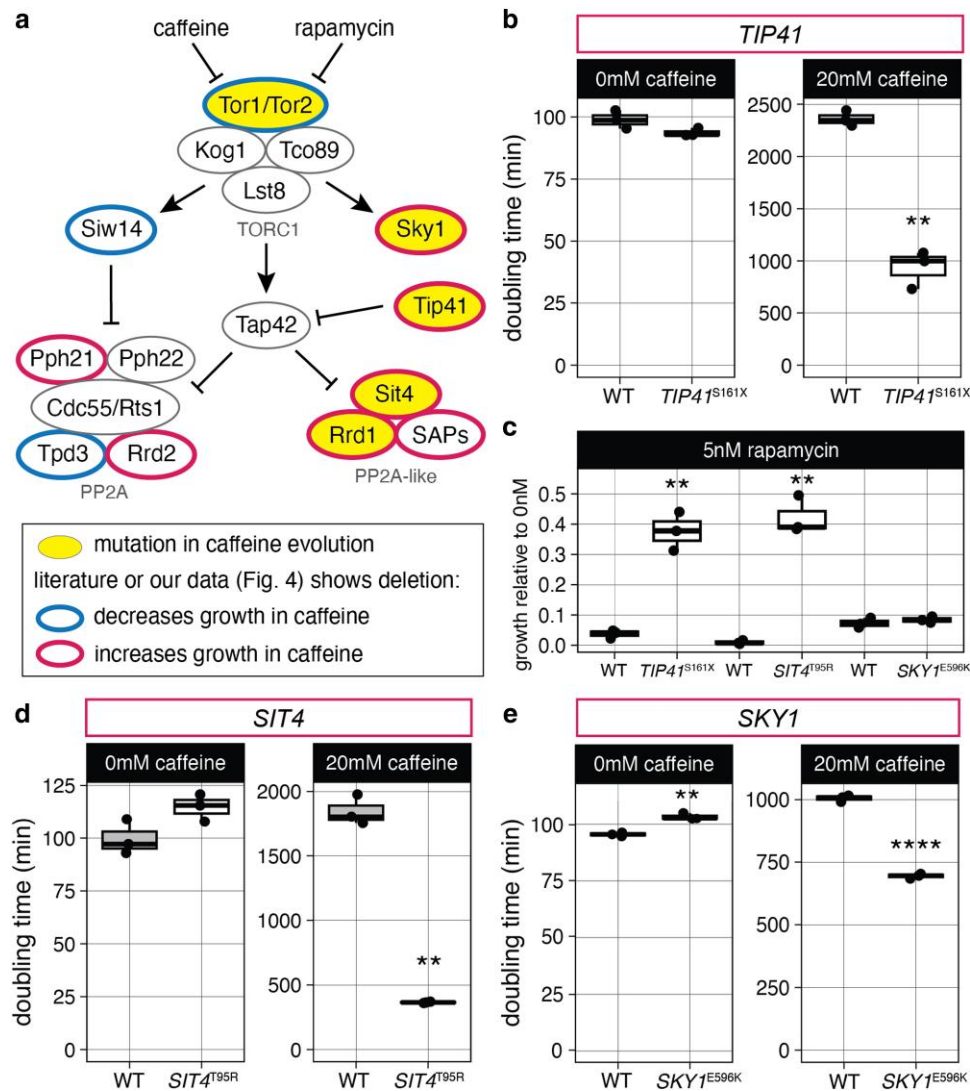 a
caffeine rapamycin
Tor1/Tor2
Kog1 Tco89
Lst8
TORC1
Siw14
Sky1
Tip41
Tap42
Pph21 Pph22
Cdc55/Rts1
Tpd3 Rrd2
PP2A
Sit4
Rrd1 SAPs
PP2A-like
mutation in caffeine evolution
literature or our data (Fig. 4) shows deletion:
decreases growth in caffeine
increases growth in caffeine
b
TIP41
0mM caffeine 20mM caffeine
doubling time (min)
100
75
50
25
0
WT TIP41S161X
2500
2000
1500
1000
500
0
**
WT TIP41S161X
c
5nM rapamycin
growth relative to 0nM
0.5
0.4
0.3
0.2
0.1
0.0
** **
WT TIP41S161X WT SIT4T95R WT SKY1E596K
d
SIT4
0mM caffeine 20mM caffeine
doubling time (min)
125
100
75
50
25
0
WT SIT4T95R
2000
1500
1000
500
0
**
WT SIT4T95R
e
SKY1
0mM caffeine 20mM caffeine
doubling time (min)
100
75
50
25
0
**
WT SKY1E596K
1000
750
500
250
0
****
WT SKY1E596K